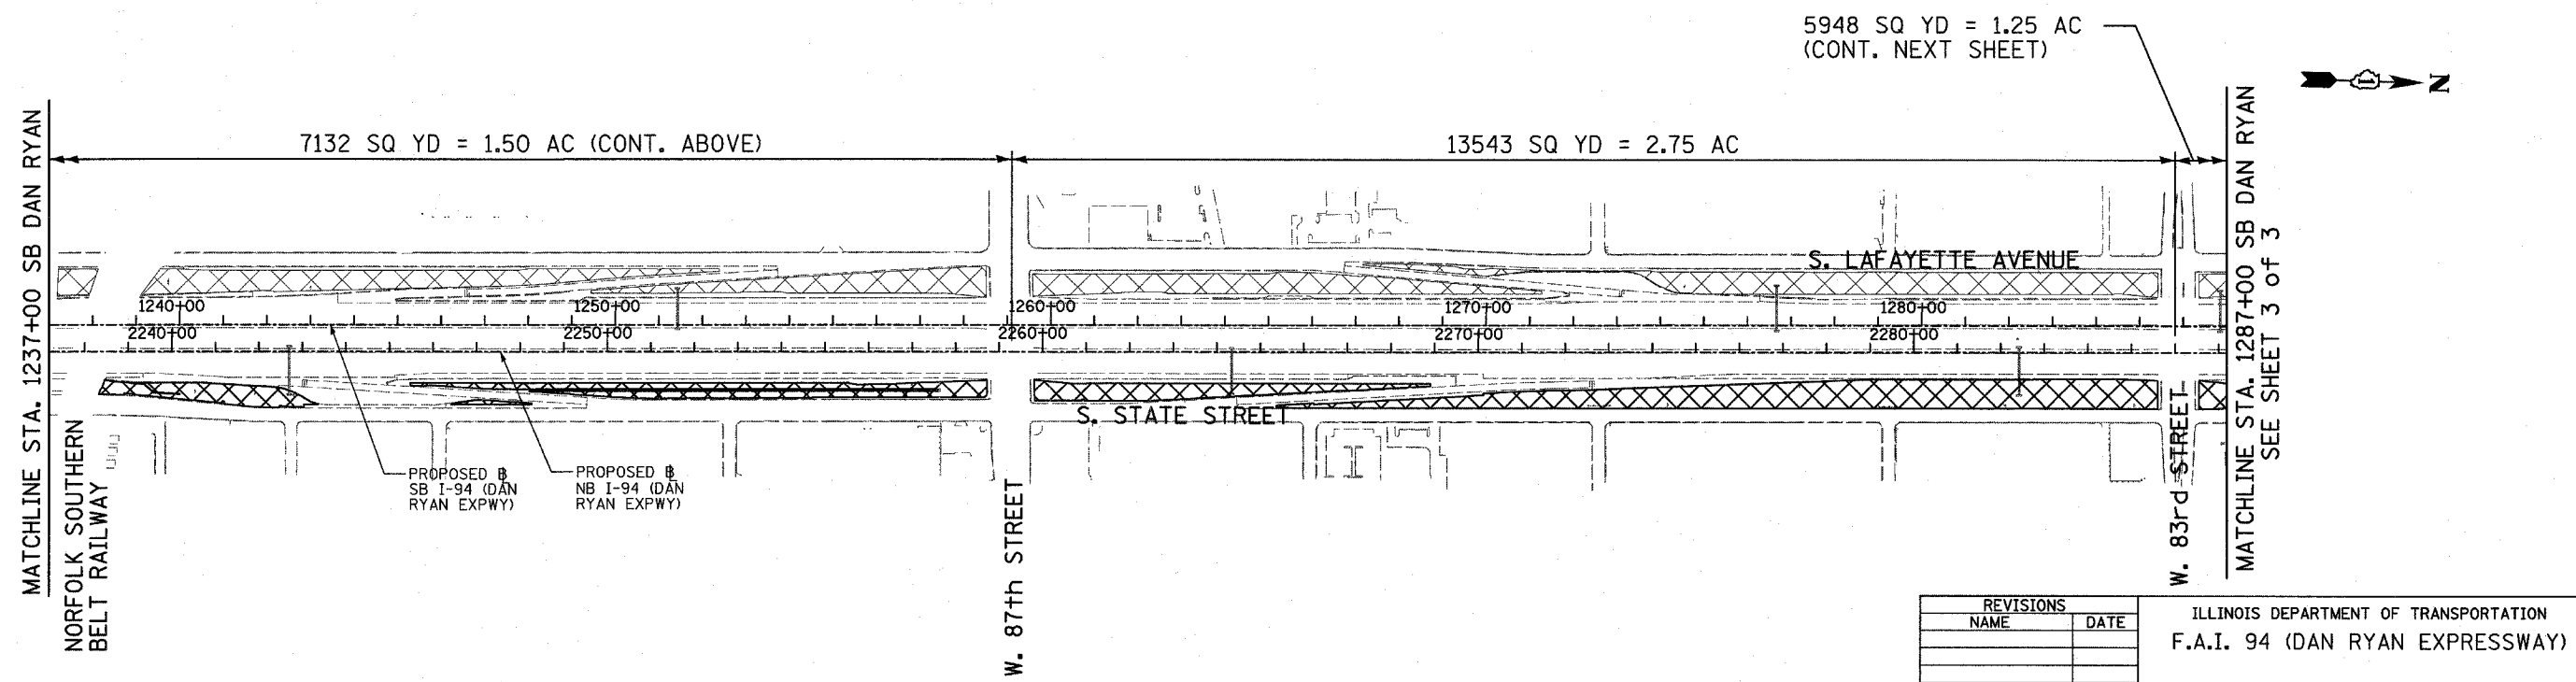 5948 SQ YD = 1.25 AC
(CONT. NEXT SHEET)
N
7132 SQ YD = 1.50 AC (CONT. ABOVE)
13543 SQ YD = 2.75 AC
MATCHLINE STA. 1237+00 SB DAN RYAN
MATCHLINE STA. 1287+00 SB DAN RYAN
SEE SHEET 3 of 3
S. LAFAYETTE AVENUE
1240+00
1250+00
1260+00
1270+00
1280+00
2240+00
2250+00
2260+00
2270+00
2280+00
S. STATE STREET
NORFOLK SOUTHERN
BELT RAILWAY
PROPOSED ⅊
SB I-94 (DAN
RYAN EXPWY)
PROPOSED ⅊
NB I-94 (DAN
RYAN EXPWY)
W. 87th STREET
W. 83rd STREET
REVISIONS
NAME
DATE
ILLINOIS DEPARTMENT OF TRANSPORTATION
F.A.I. 94 (DAN RYAN EXPRESSWAY)